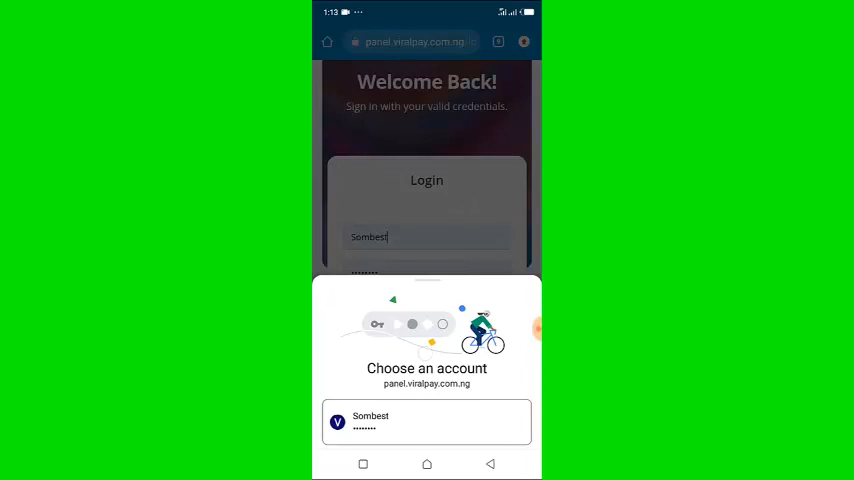 1:13
panel.viralpay.com.ng
9
Welcome Back!
Sign in with your valid credentials.
Login
Sombest
••••••••
Choose an account
panel.viralpay.com.ng
V
Sombest
••••••••